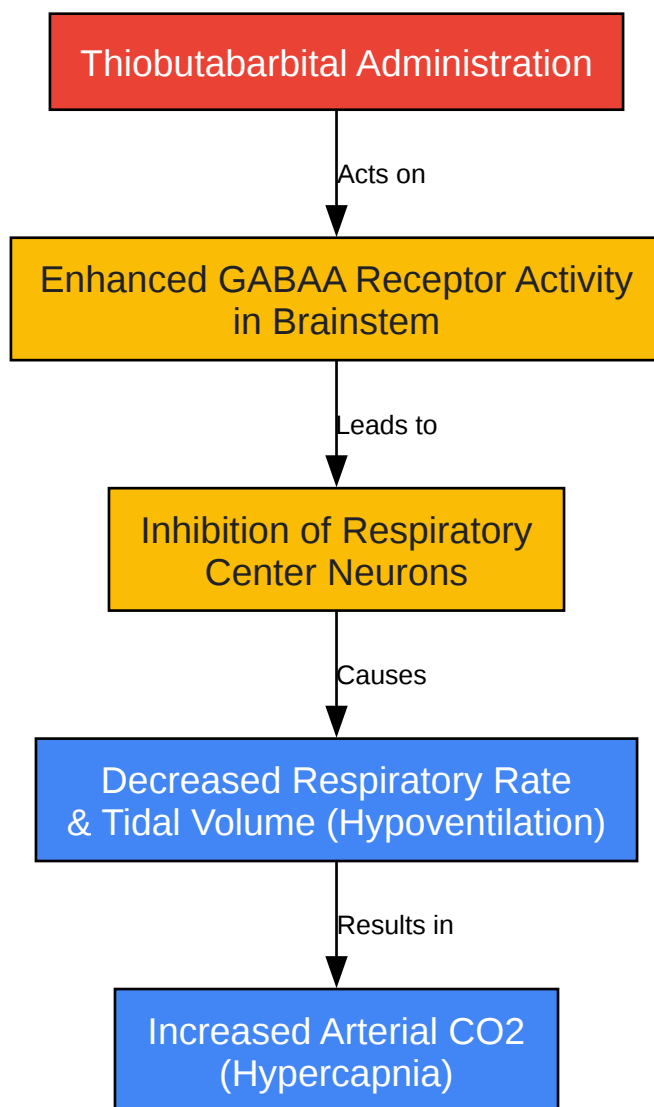 Thiobutabarbital Administration
Acts on
Enhanced GABAA Receptor Activity
in Brainstem
Leads to
Inhibition of Respiratory
Center Neurons
Causes
Decreased Respiratory Rate
& Tidal Volume (Hypoventilation)
Results in
Increased Arterial CO2
(Hypercapnia)